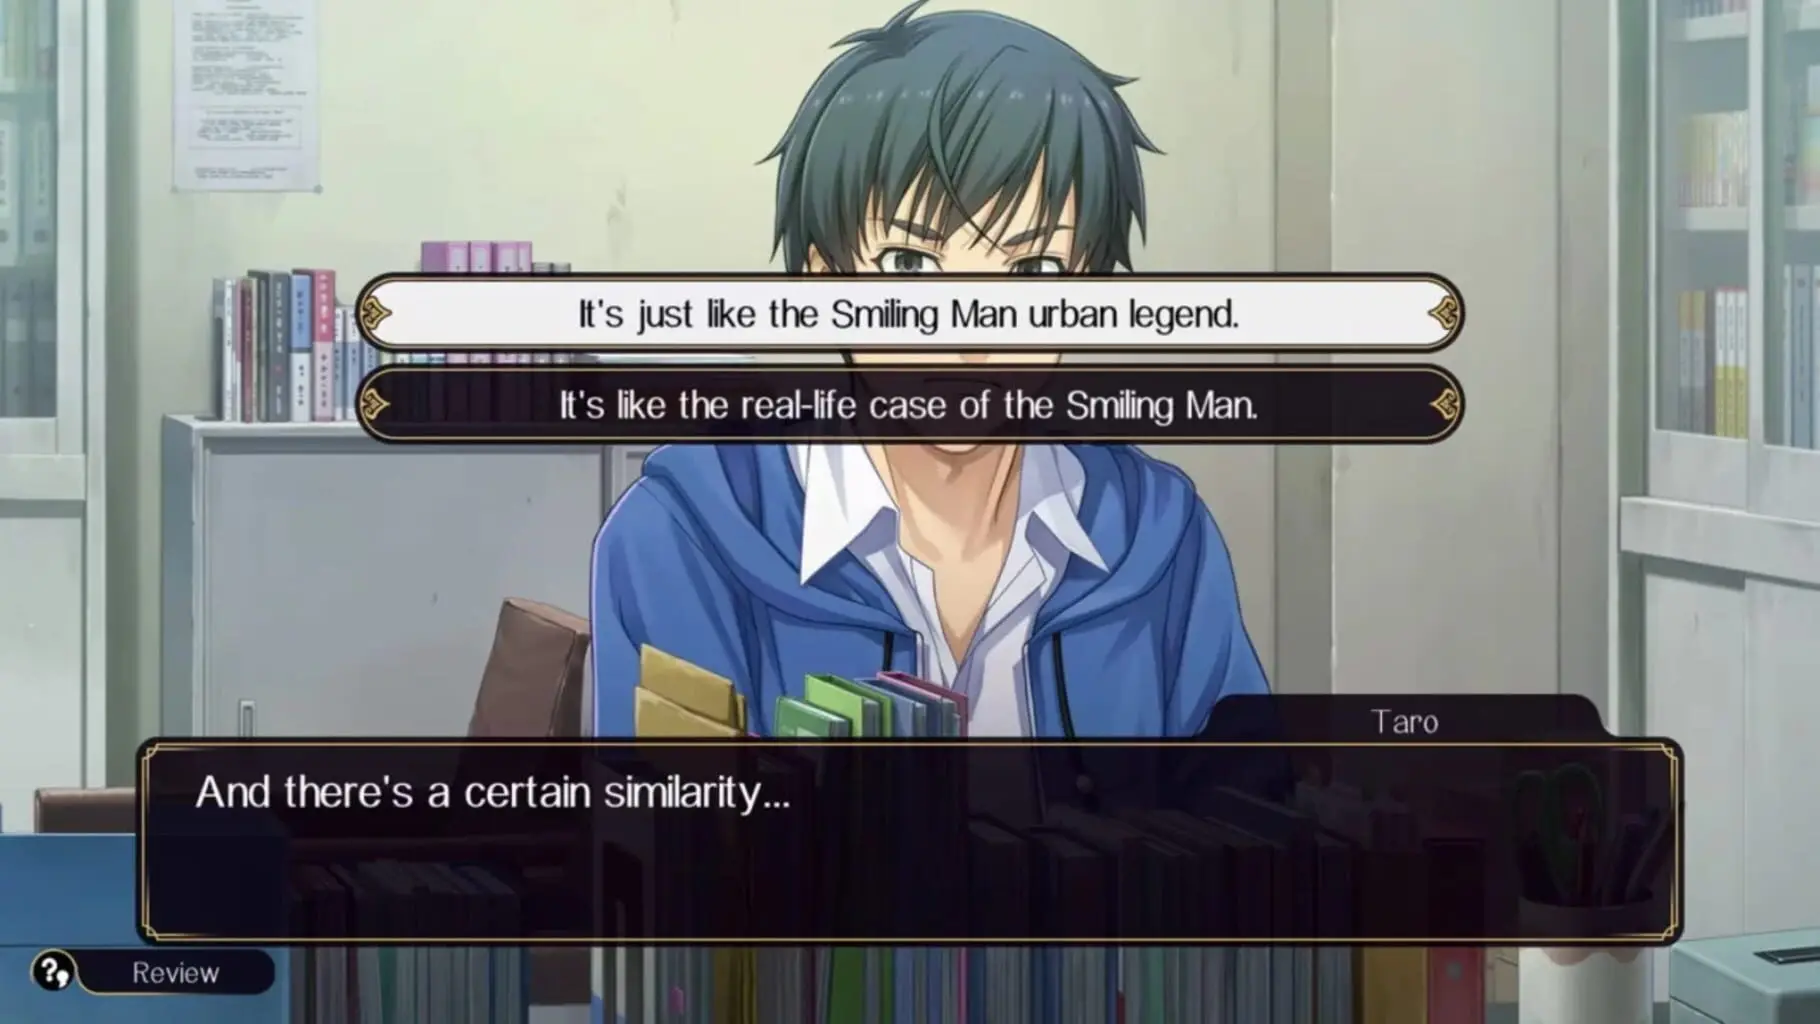 It's just like the Smiling Man urban legend.
It's like the real-life case of the Smiling Man.
Taro
And there's a certain similarity...
Review